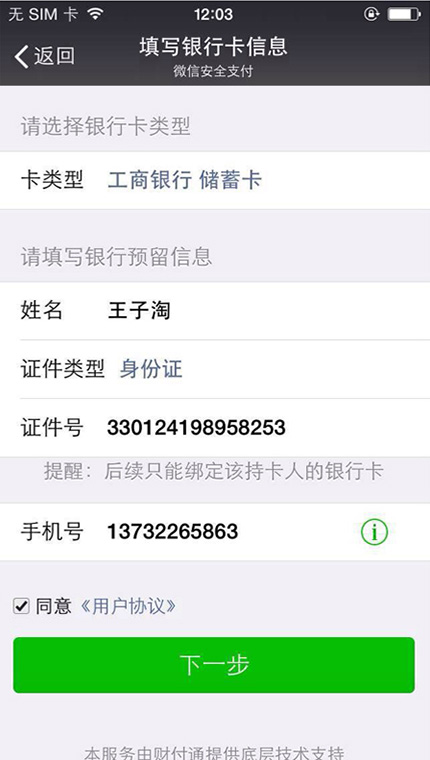 无 SIM 卡 12:03
返回 填写银行卡信息
微信安全支付
请选择银行卡类型
卡类型 工商银行 储蓄卡
请填写银行预留信息
姓名 王子淘
证件类型 身份证
证件号 330124198958253
提醒：后续只能绑定该持卡人的银行卡
手机号 13732265863
同意《用户协议》
下一步
本服务由财付通提供底层技术支持